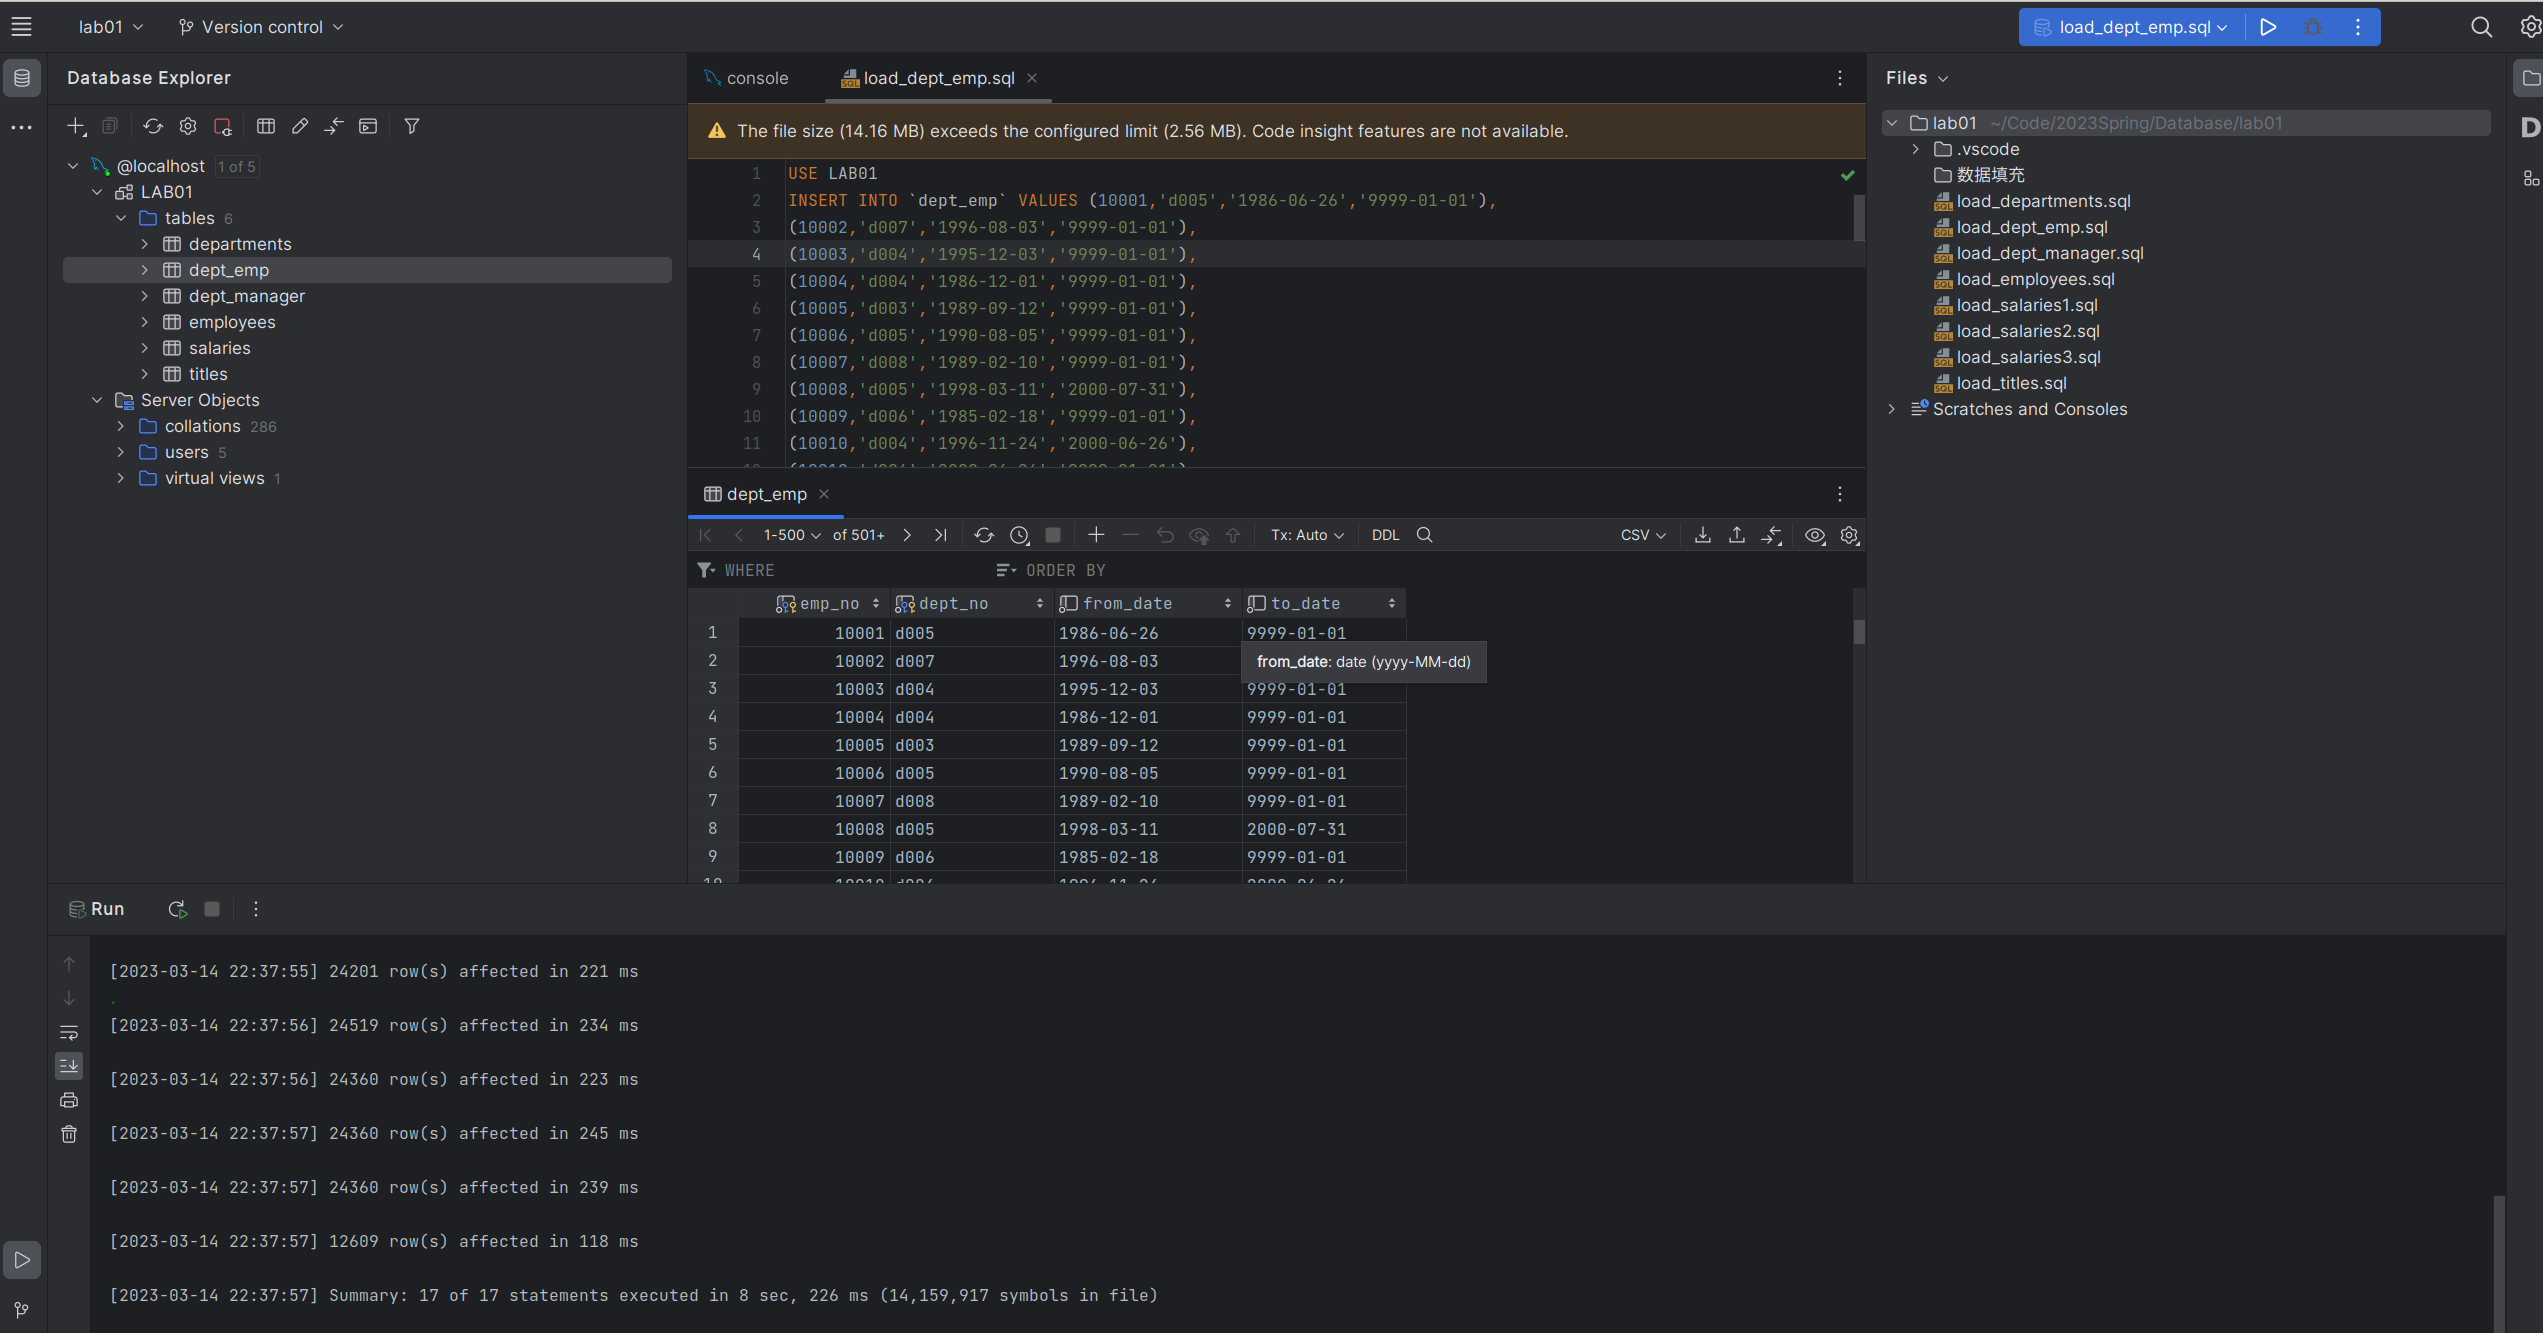 lab01
Version control
load_dept_emp.sql
Database Explorer
@localhost 1 of 5
LAB01
tables 6
departments
dept_emp
dept_manager
employees
salaries
titles
Server Objects
collations 286
users 5
virtual views 1
console
load_dept_emp.sql
The file size (14.16 MB) exceeds the configured limit (2.56 MB). Code insight features are not available.
1 USE LAB01
2 INSERT INTO `dept_emp` VALUES (10001,'d005','1986-06-26','9999-01-01'),
3 (10002,'d007','1996-08-03','9999-01-01'),
4 (10003,'d004','1995-12-03','9999-01-01'),
5 (10004,'d004','1986-12-01','9999-01-01'),
6 (10005,'d003','1989-09-12','9999-01-01'),
7 (10006,'d005','1990-08-05','9999-01-01'),
8 (10007,'d008','1989-02-10','9999-01-01'),
9 (10008,'d005','1998-03-11','2000-07-31'),
10 (10009,'d006','1985-02-18','9999-01-01'),
11 (10010,'d004','1996-11-24','2000-06-26'),
dept_emp
1-500 of 501+ Tx: Auto DDL CSV
WHERE ORDER BY
emp_no dept_no from_date to_date
1 10001 d005 1986-06-26 9999-01-01
2 10002 d007 1996-08-03
from_date: date (yyyy-MM-dd)
3 10003 d004 1995-12-03 9999-01-01
4 10004 d004 1986-12-01 9999-01-01
5 10005 d003 1989-09-12 9999-01-01
6 10006 d005 1990-08-05 9999-01-01
7 10007 d008 1989-02-10 9999-01-01
8 10008 d005 1998-03-11 2000-07-31
9 10009 d006 1985-02-18 9999-01-01
Files
lab01 ~/Code/2023Spring/Database/lab01
.vscode
数据填充
load_departments.sql
load_dept_emp.sql
load_dept_manager.sql
load_employees.sql
load_salaries1.sql
load_salaries2.sql
load_salaries3.sql
load_titles.sql
Scratches and Consoles
D
Run
[2023-03-14 22:37:55] 24201 row(s) affected in 221 ms
.
[2023-03-14 22:37:56] 24519 row(s) affected in 234 ms
[2023-03-14 22:37:56] 24360 row(s) affected in 223 ms
[2023-03-14 22:37:57] 24360 row(s) affected in 245 ms
[2023-03-14 22:37:57] 24360 row(s) affected in 239 ms
[2023-03-14 22:37:57] 12609 row(s) affected in 118 ms
[2023-03-14 22:37:57] Summary: 17 of 17 statements executed in 8 sec, 226 ms (14,159,917 symbols in file)